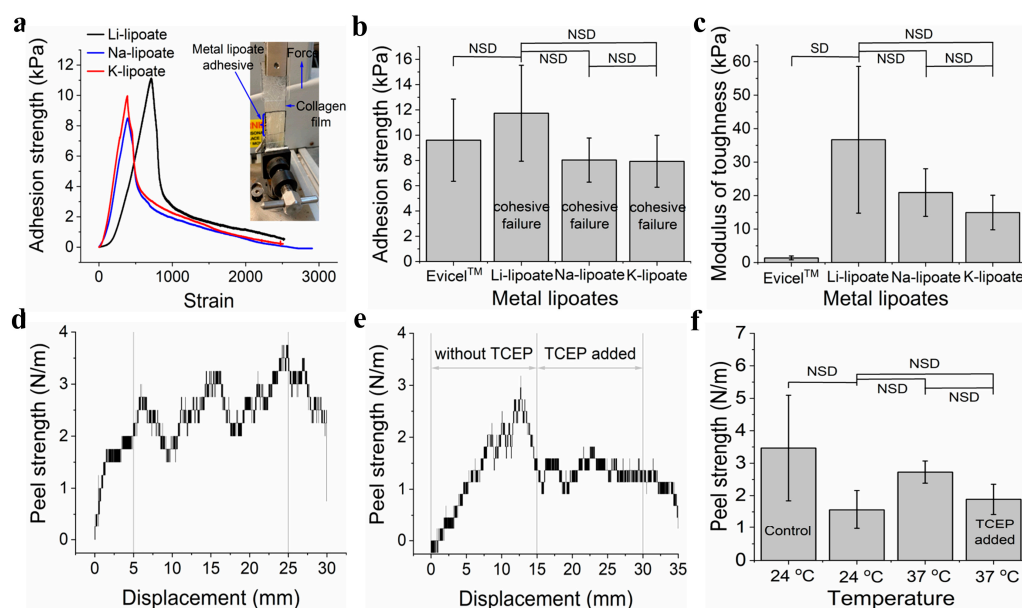 a
Li-lipoate
Na-lipoate
K-lipoate
Metal lipoate
adhesive
Force
Collagen
film
Adhesion strength (kPa)
12
10
8
6
4
2
0
0 1000 2000 3000
Strain
b
NSD
NSD
NSD
NSD
Adhesion strength (kPa)
16
14
12
10
8
6
4
2
0
cohesive
failure
cohesive
failure
cohesive
failure
Evicel™ Li-lipoate Na-lipoate K-lipoate
Metal lipoates
c
NSD
SD
NSD
NSD
Modulus of toughness (kPa)
60
50
40
30
20
10
0
Evicel™ Li-lipoate Na-lipoate K-lipoate
Metal lipoates
d
Peel strength (N/m)
4
3
2
1
0
0 5 10 15 20 25 30
Displacement (mm)
e
without TCEP TCEP added
Peel strength (N/m)
4
3
2
1
0
0 5 10 15 20 25 30 35
Displacement (mm)
f
NSD
NSD
NSD
NSD
Peel strength (N/m)
7
6
5
4
3
2
1
0
Control
TCEP
added
24 ºC 24 ºC 37 ºC 37 ºC
Temperature